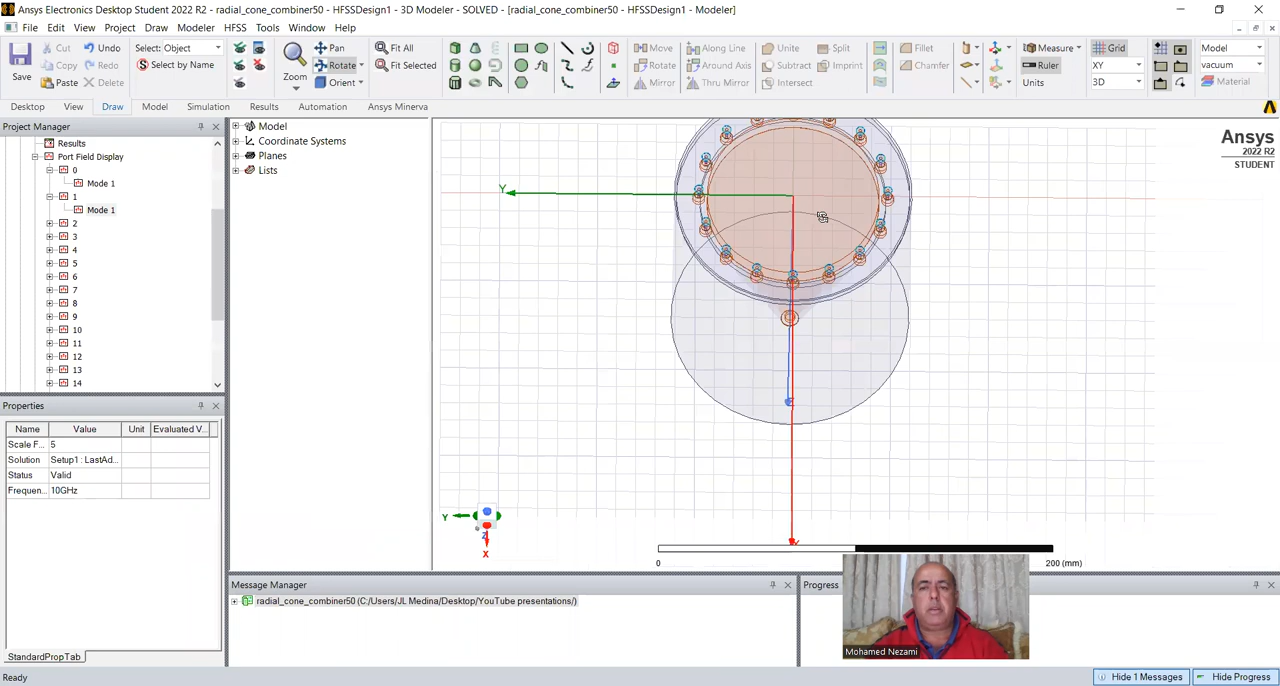 Ansys Electronics Desktop Student 2022 R2 - radial_cone_combiner50 - HFSSDesign1 - 3D Modeler - SOLVED - [radial_cone_combiner50 - HFSSDesign1 - Modeler]
File Edit View Project Draw Modeler HFSS Tools Window Help
Save
Cut Undo
Copy Redo
Paste Delete
Select: Object
Select by Name
Zoom
Pan
Rotate
Orient
Fit All
Fit Selected
Move Along Line
Rotate Around Axis
Mirror Thru Mirror
Unite Split
Subtract Imprint
Intersect
Fillet
Chamfer
Measure Grid
Ruler XY
Units 3D
Model
vacuum
Material
Desktop View Draw Model Simulation Results Automation Ansys Minerva
Project Manager
Results
Port Field Display
0
Mode 1
1
Mode 1
2
3
4
5
6
7
8
9
10
11
12
13
14
Model
Coordinate Systems
Planes
Lists
Ansys
2022 R2
STUDENT
Y
Properties
Name Value Unit Evaluated V...
Scale F... 5
Solution Setup1 : LastAd...
Status Valid
Frequen... 10GHz
StandardPropTab
Y
Z
X
0 200 (mm)
Message Manager
radial_cone_combiner50 (C:/Users/JL Medina/Desktop/YouTube presentations/)
Progress
Mohamed Nezami
Ready
Hide 1 Messages Hide Progress